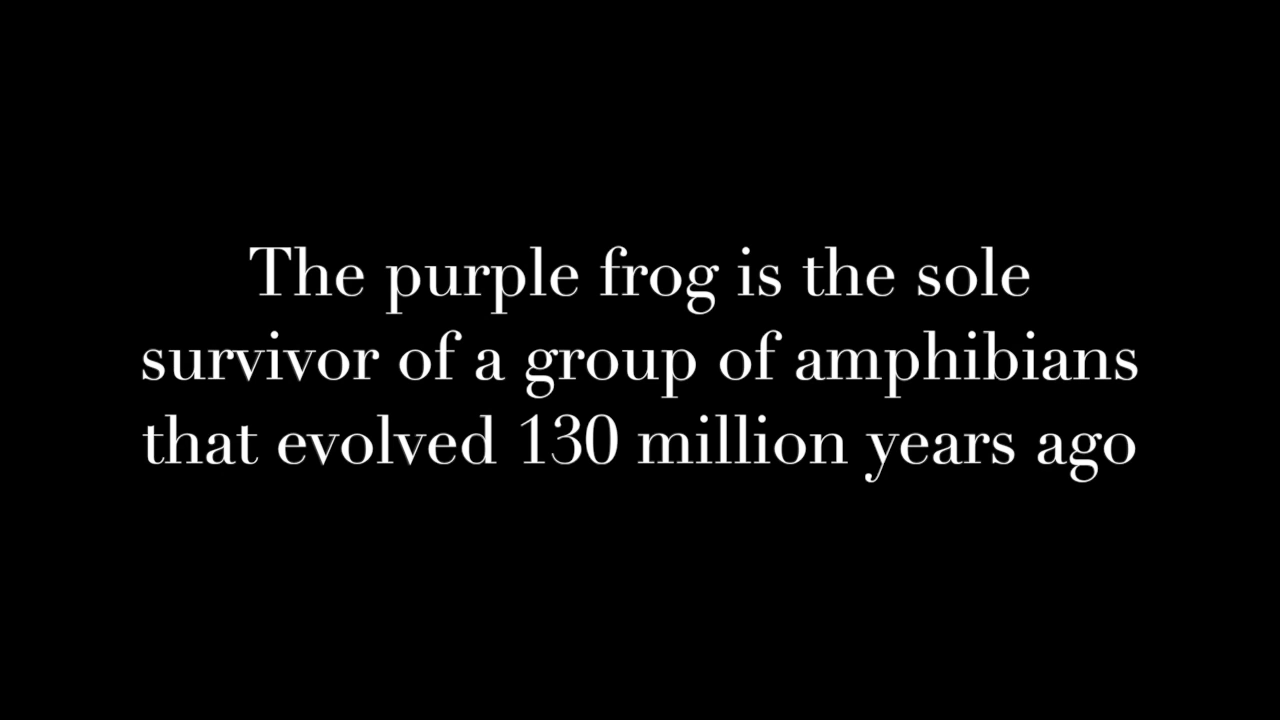 The purple frog is the sole
survivor of a group of amphibians
that evolved 130 million years ago